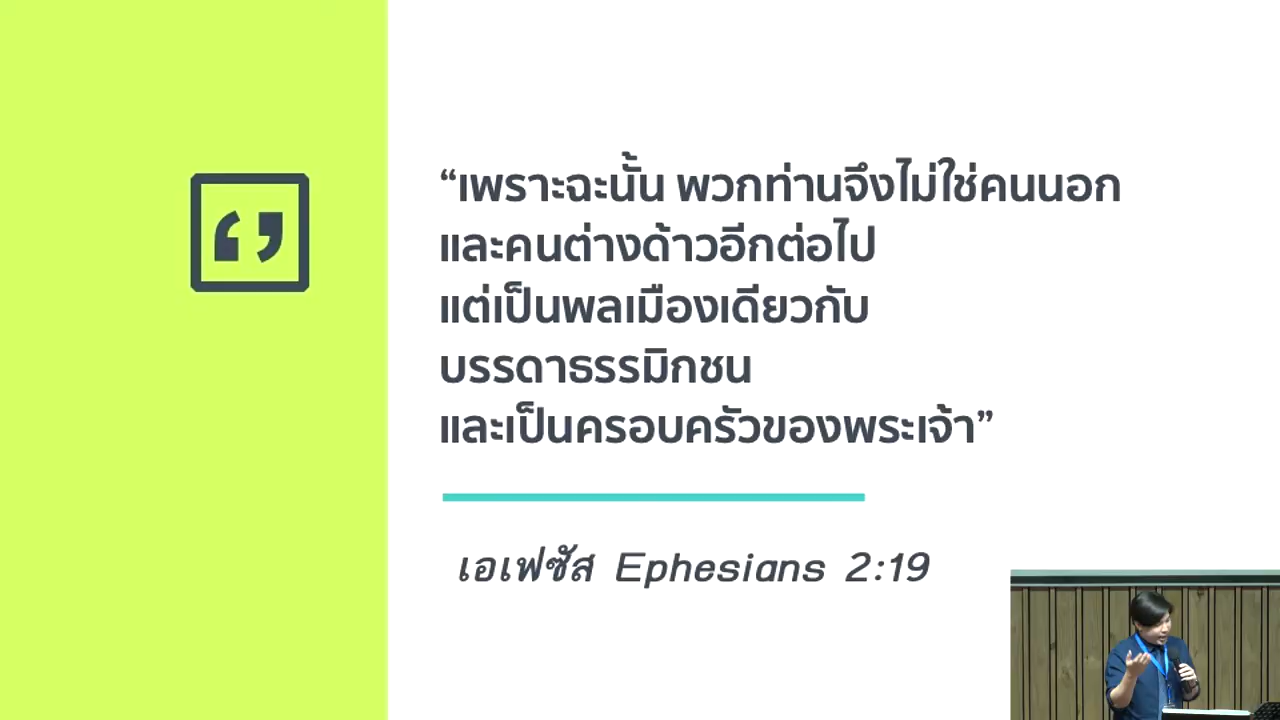 “เพราะฉะนั้น พวกท่านจึงไม่ใช่คนนอก
และคนต่างด้าวอีกต่อไป
แต่เป็นพลเมืองเดียวกับ
บรรดาธรรมิกชน
และเป็นครอบครัวของพระเจ้า”
เอเฟซัส Ephesians 2:19